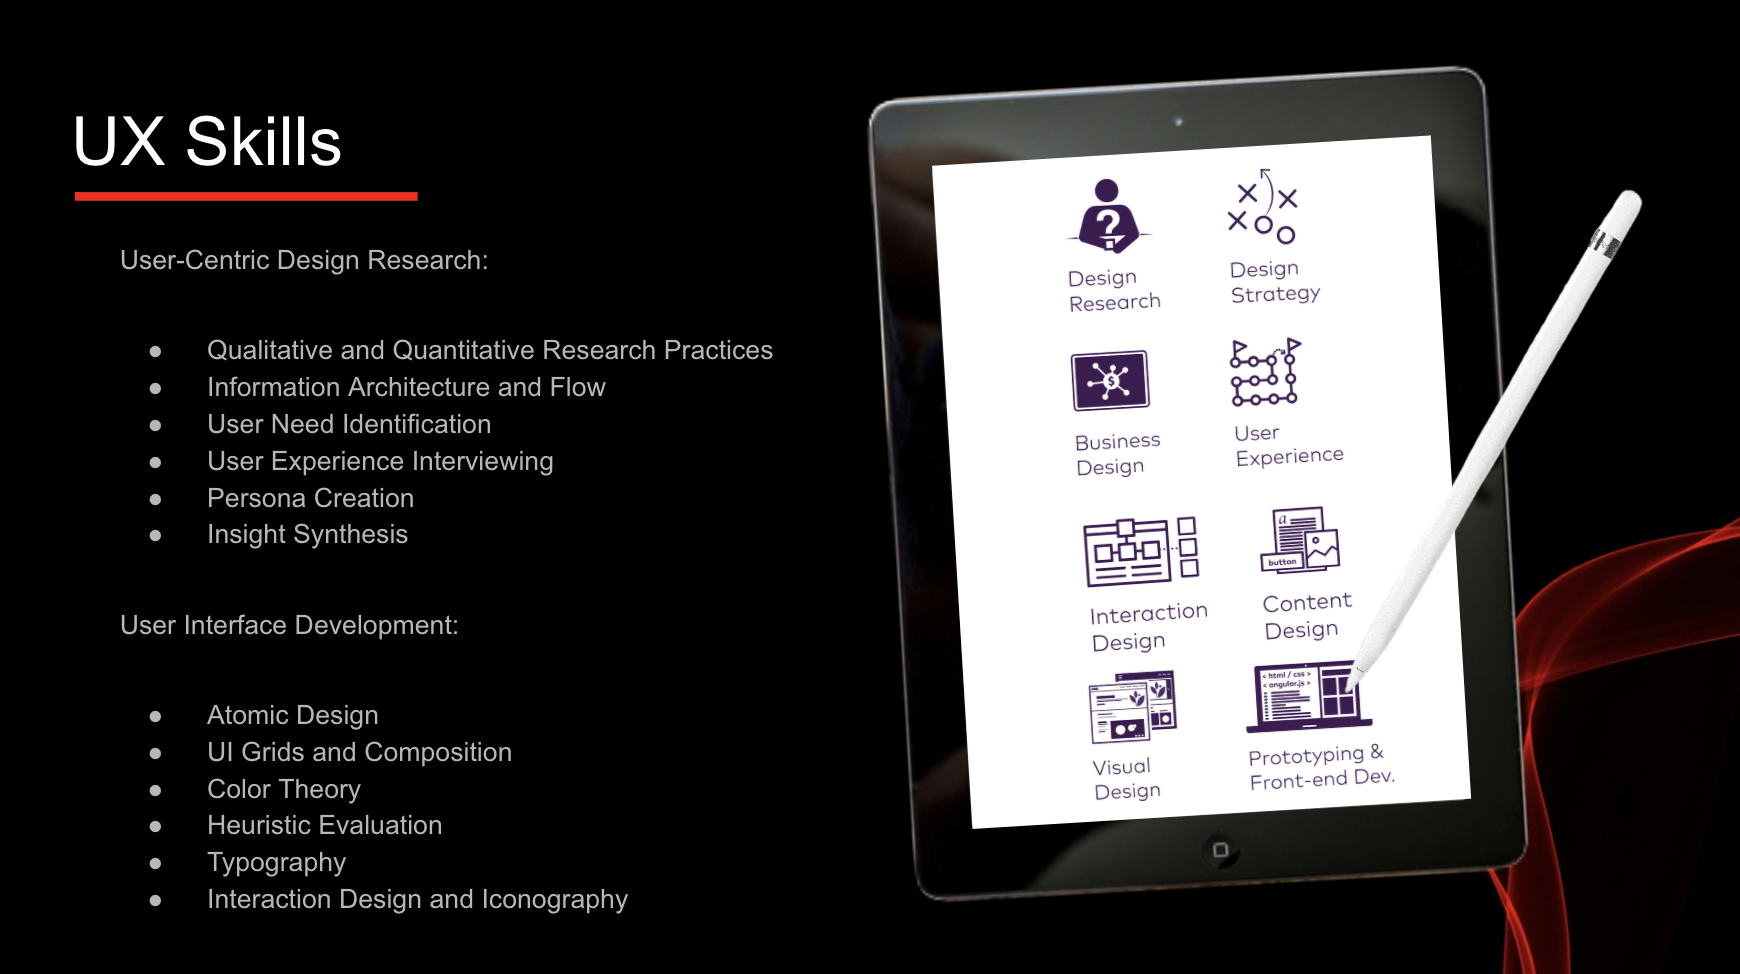 UX Skills
User-Centric Design Research:
● Qualitative and Quantitative Research Practices
● Information Architecture and Flow
● User Need Identification
● User Experience Interviewing
● Persona Creation
● Insight Synthesis
User Interface Development:
● Atomic Design
● UI Grids and Composition
● Color Theory
● Heuristic Evaluation
● Typography
● Interaction Design and Iconography
?
Design
Research
Design
Strategy
$
Business
Design
User
Experience
Interaction
Design
a
button
Content
Design
Visual
Design
< html / css >
< angular.js >
Prototyping &
Front-end Dev.